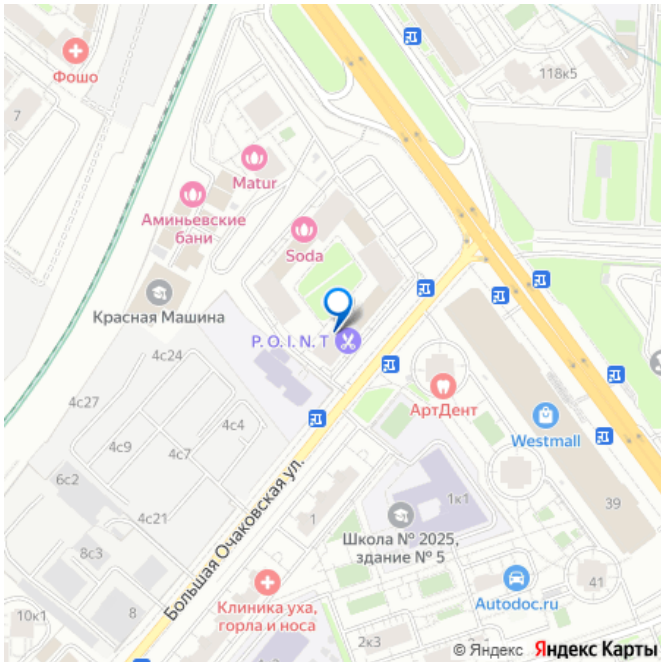 118к5
Фошо
7
Matur
Аминьевские
бани
Soda
Красная Машина
P. O. I. N. T
4с24
АртДент
4с27
4с4
Westmall
4с9
4с7
6с2
1к1
39
4с21
1
Школа № 2025,
здание № 5
8с3
Большая Очаковская ул.
41
Autodoc.ru
Клиника уха,
горла и носа
10к1
8
2к3
© Яндекс Яндекс Карты